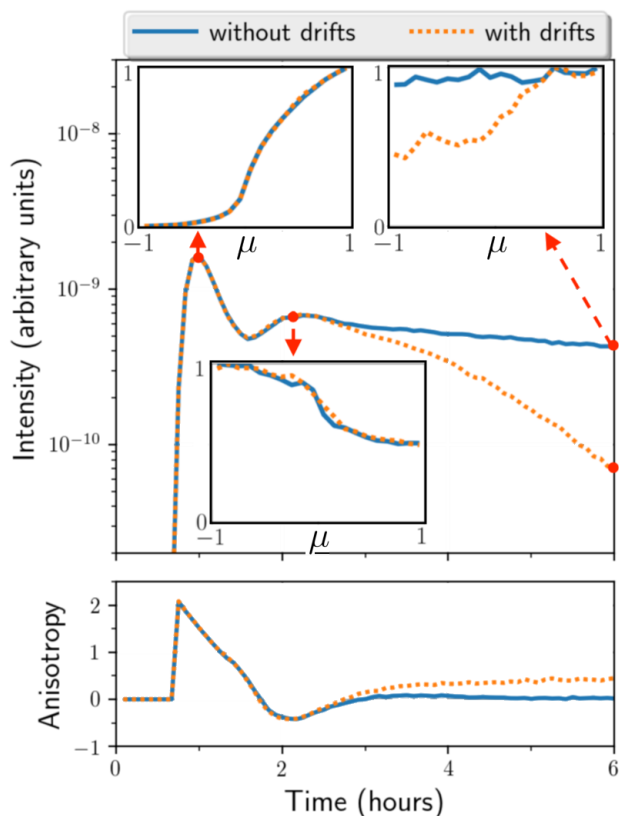 without drifts with drifts
1 1
0 0
−1 μ 1 −1 μ 1
10⁻⁸
10⁻⁹
10⁻¹⁰
Intensity (arbitrary units)
1
0
−1 μ 1
2
1
0
−1
Anisotropy
0 2 4 6
Time (hours)